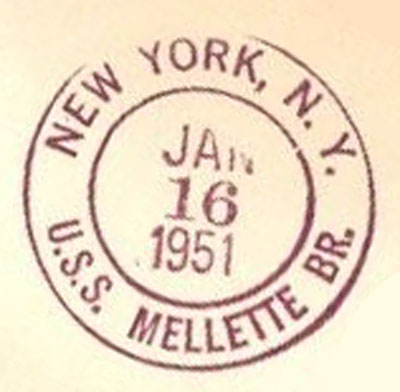 NEW YORK, N.Y.
JAN
16
1951
U.S.S. MELLETTE BR.